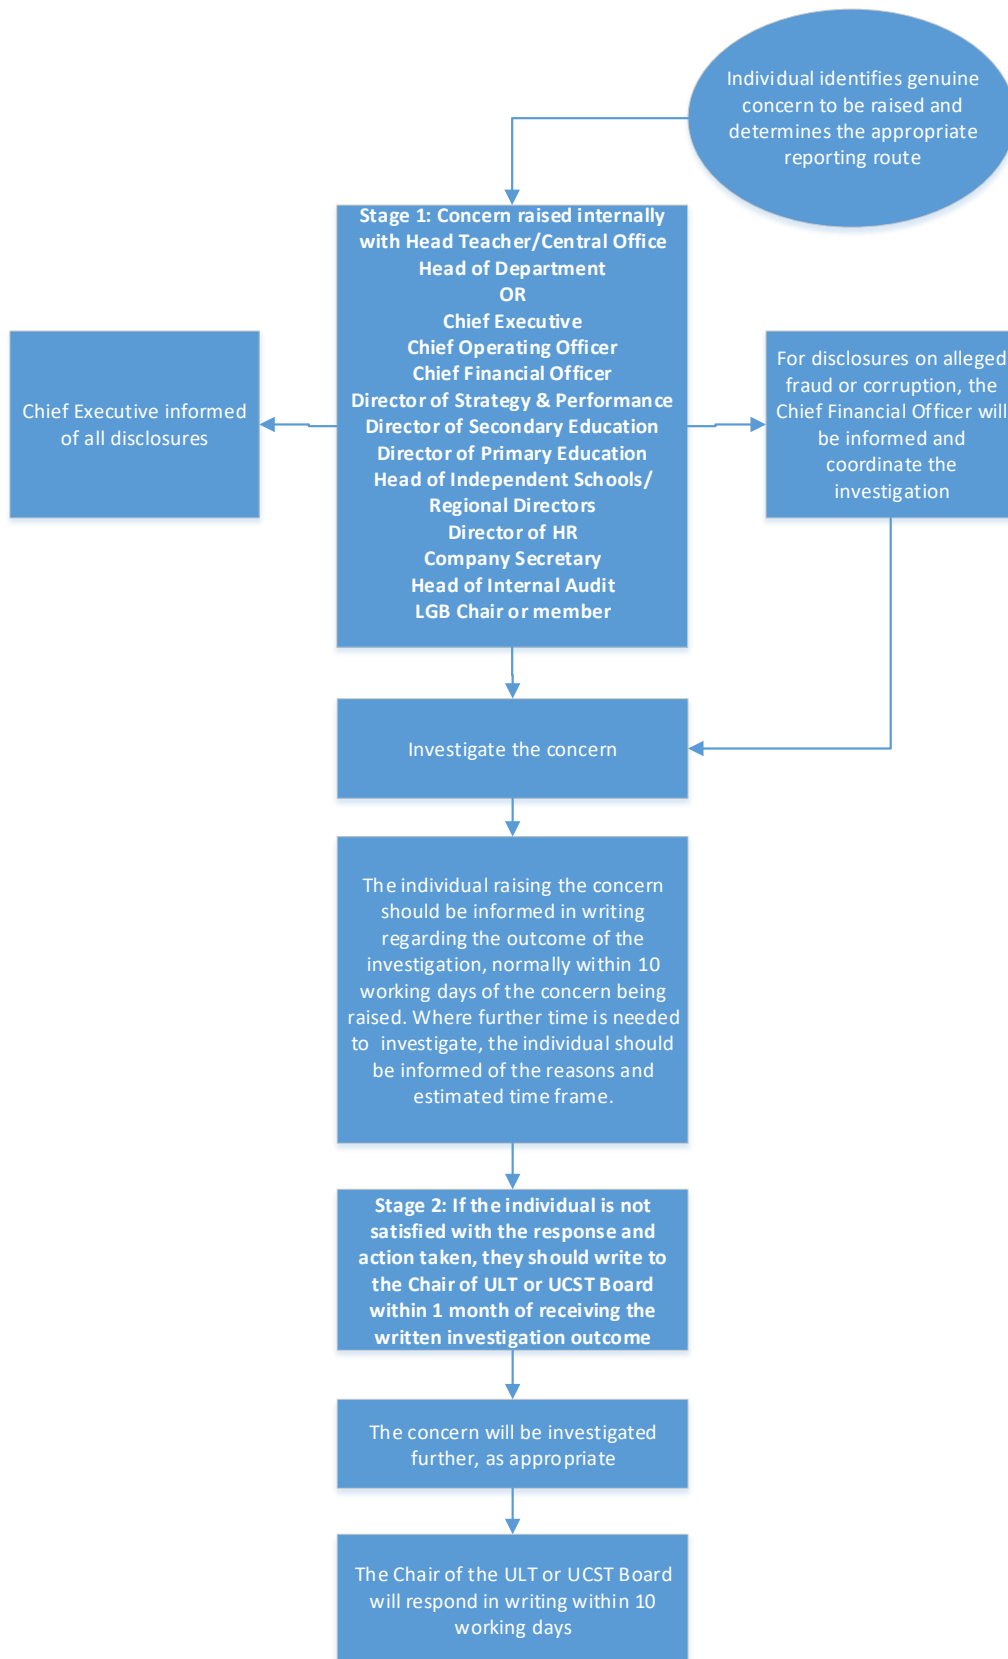 Individual identifies genuine
concern to be raised and
determines the appropriate
reporting route
Stage 1: Concern raised internally
with Head Teacher/Central Office
Head of Department
OR
Chief Executive
Chief Operating Officer
Chief Financial Officer
Director of Strategy & Performance
Director of Secondary Education
Director of Primary Education
Head of Independent Schools/
Regional Directors
Director of HR
Company Secretary
Head of Internal Audit
LGB Chair or member
Chief Executive informed
of all disclosures
For disclosures on alleged
fraud or corruption, the
Chief Financial Officer will
be informed and
coordinate the
investigation
Investigate the concern
The individual raising the concern
should be informed in writing
regarding the outcome of the
investigation, normally within 10
working days of the concern being
raised. Where further time is needed
to investigate, the individual should
be informed of the reasons and
estimated time frame.
Stage 2: If the individual is not
satisfied with the response and
action taken, they should write to
the Chair of ULT or UCST Board
within 1 month of receiving the
written investigation outcome
The concern will be investigated
further, as appropriate
The Chair of the ULT or UCST Board
will respond in writing within 10
working days